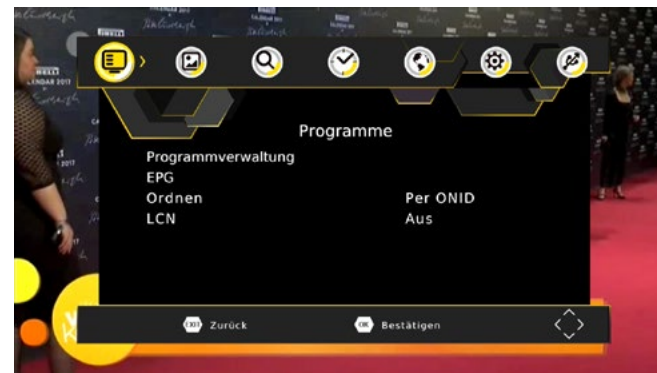 Programme
Programmverwaltung
EPG
Ordnen Per ONID
LCN Aus
EXIT Zurück OK Bestätigen